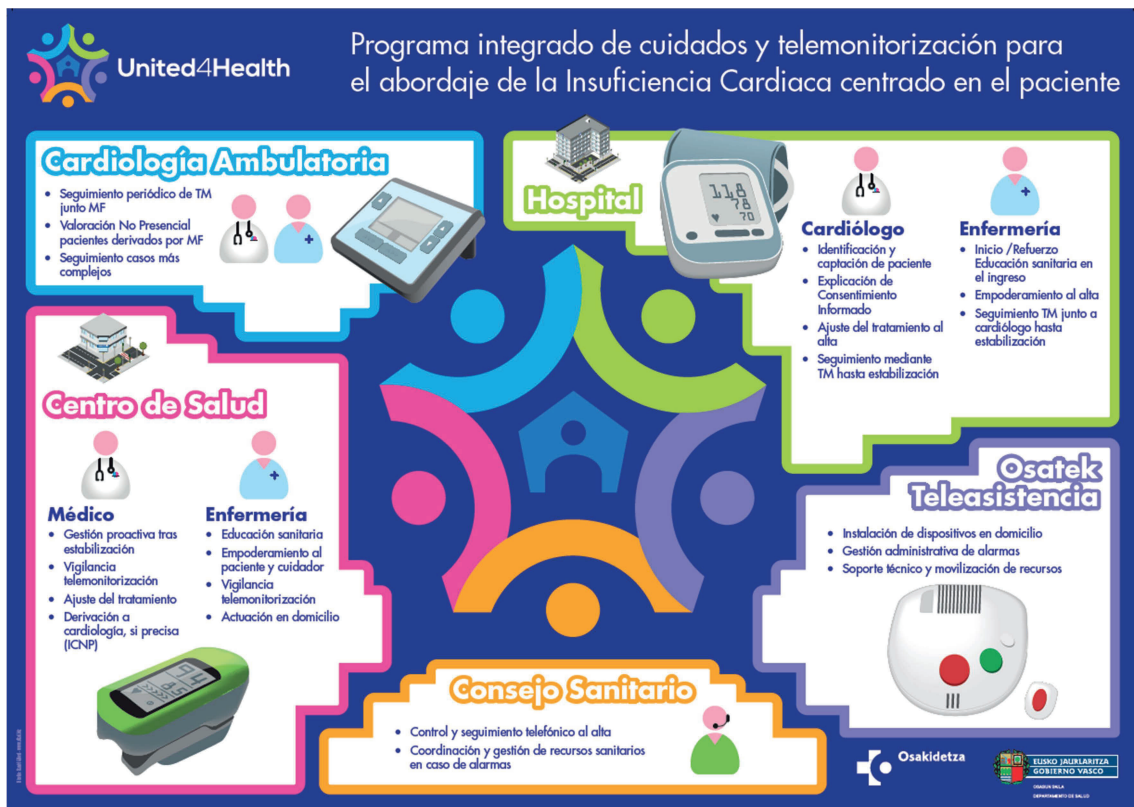 United4Health
Programa integrado de cuidados y telemonitorización para
el abordaje de la Insuficiencia Cardiaca centrado en el paciente
Cardiología Ambulatoria
• Seguimiento periódico de TM
junto MF
• Valoración No Presencial
pacientes derivados por MF
• Seguimiento casos más
complejos
Hospital
118
78
70
Cardiólogo
• Identificación y
captación de paciente
• Explicación de
Consentimiento
Informado
• Ajuste del tratamiento al
alta
• Seguimiento mediante
TM hasta estabilización
Enfermería
• Inicio /Refuerzo
Educación sanitaria en
el ingreso
• Empoderamiento al alta
• Seguimiento TM junto a
cardiólogo hasta
estabilización
Centro de Salud
Médico
• Gestión proactiva tras
estabilización
• Vigilancia
telemonitorización
• Ajuste del tratamiento
• Derivación a
cardiología, si precisa
(ICNP)
Enfermería
• Educación sanitaria
• Empoderamiento al
paciente y cuidador
• Vigilancia
telemonitorización
• Actuación en domicilio
Osatek
Teleasistencia
• Instalación de dispositivos en domicilio
• Gestión administrativa de alarmas
• Soporte técnico y movilización de recursos
Consejo Sanitario
• Control y seguimiento telefónico al alta
• Coordinación y gestión de recursos sanitarios
en caso de alarmas
Osakidetza
EUSKO JAURLARITZA
GOBIERNO VASCO
OSASUN SAILA
DEPARTAMENTO DE SALUD